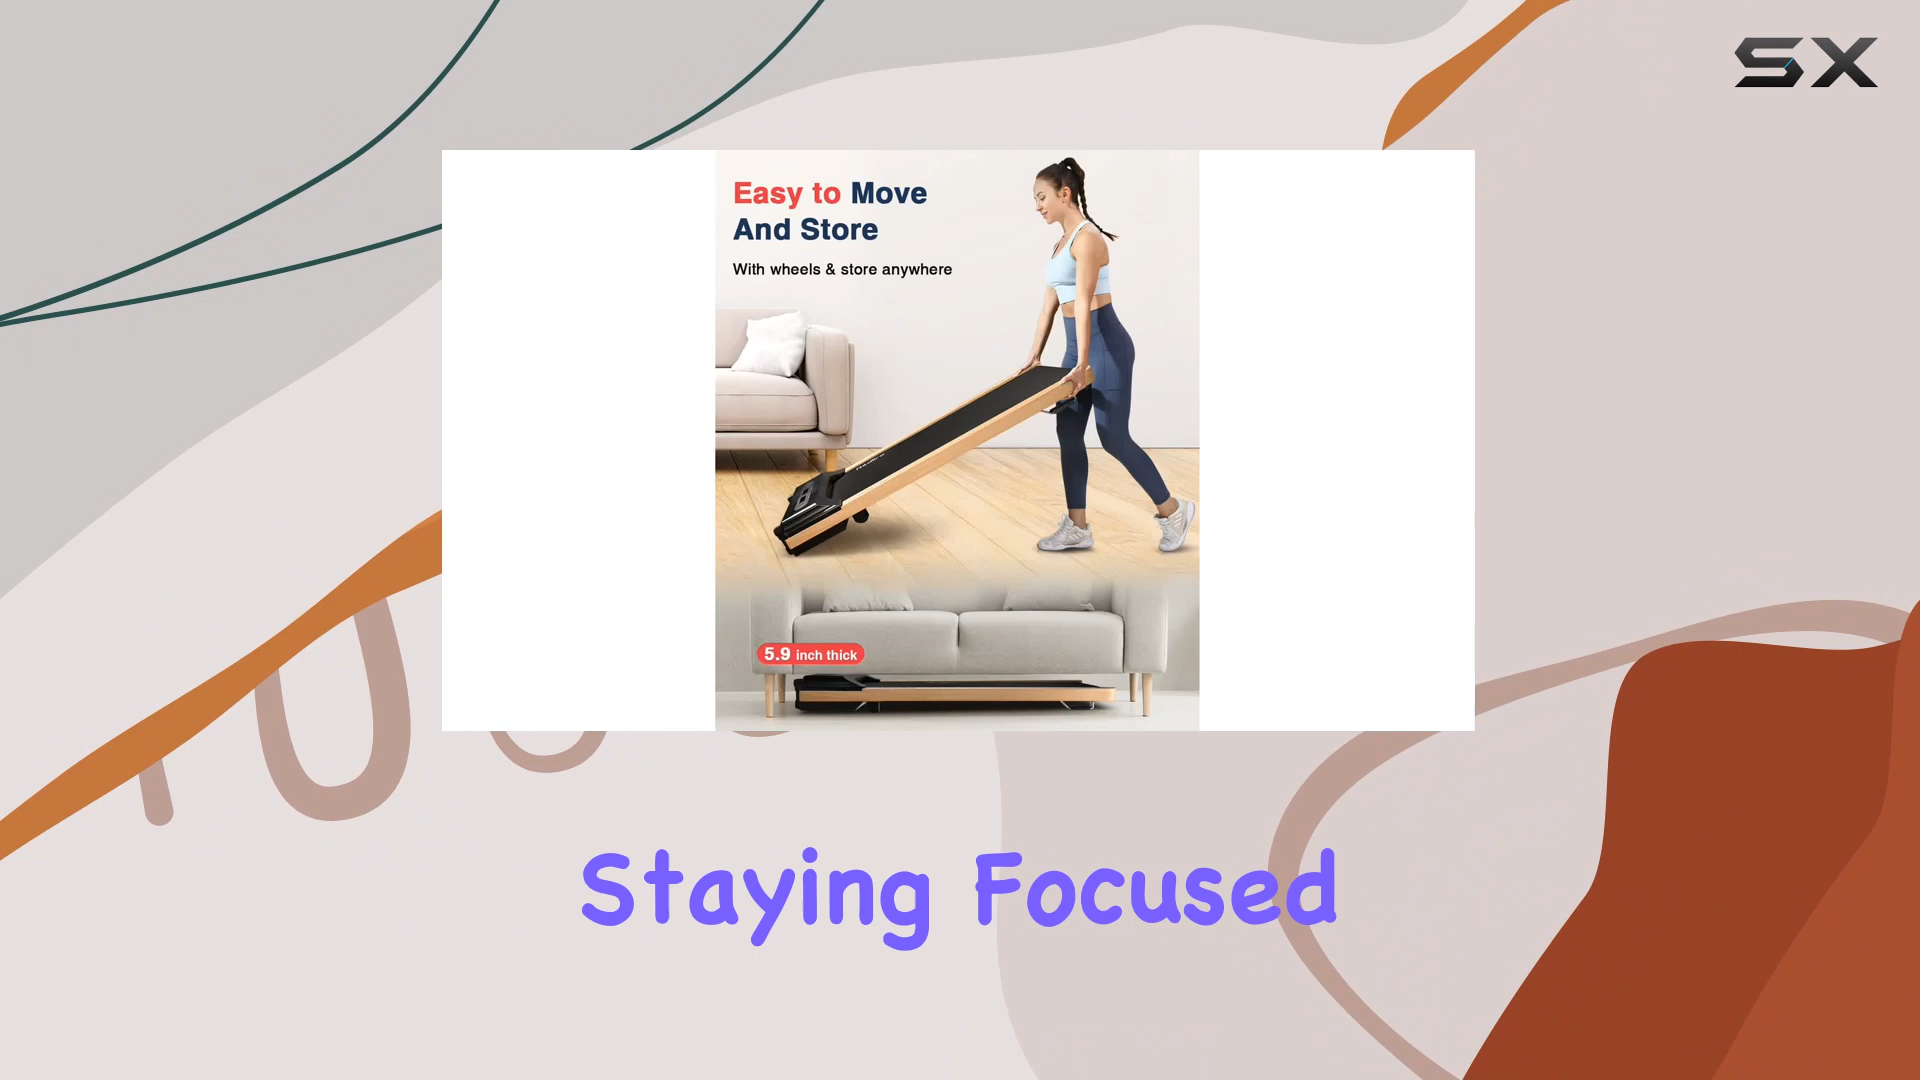 SX
Easy to Move
And Store
With wheels & store anywhere
5.9 inch thick
Staying Focused